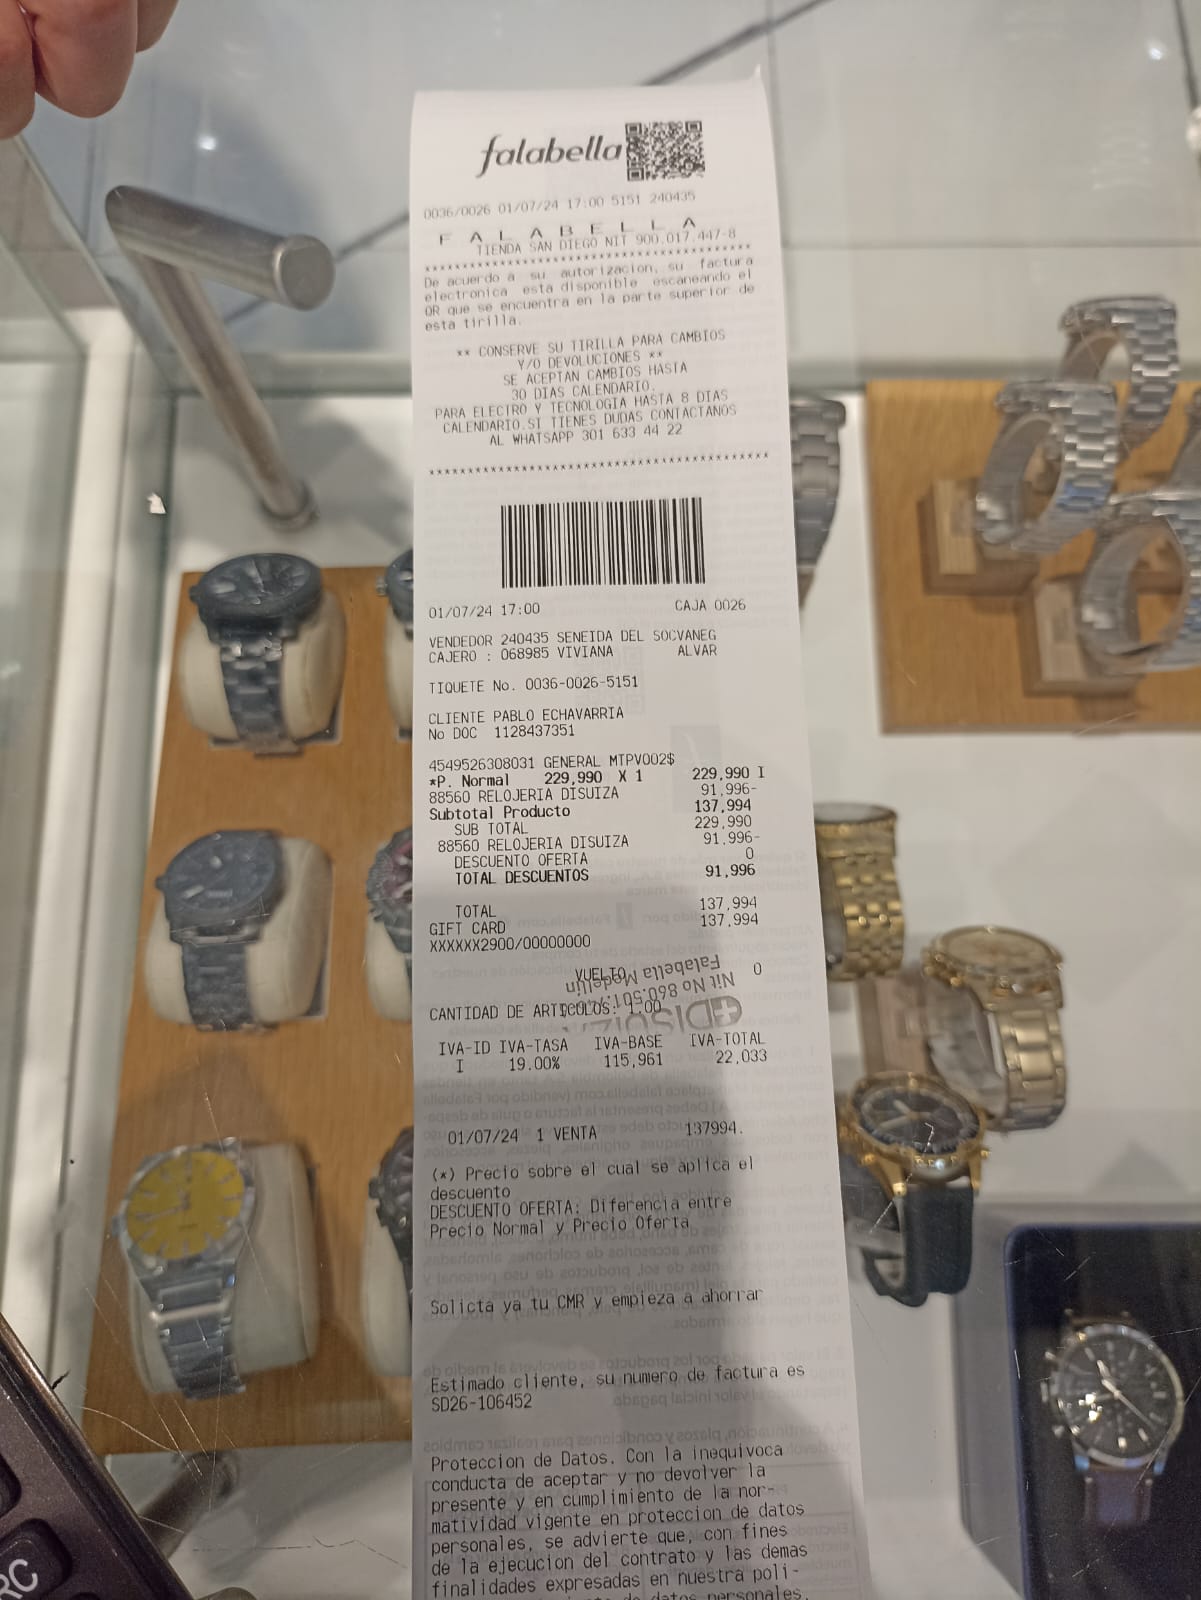 falabella
0036/0026 01/07/24 17:00 5151 240435
F A L A B E L L A
TIENDA SAN DIEGO NIT 900.017.447-8
****************************************
De acuerdo a su autorizacion, su factura
electronica esta disponible escaneando el
QR que se encuentra en la parte superior de
esta tirilla.
** CONSERVE SU TIRILLA PARA CAMBIOS
Y/O DEVOLUCIONES **
SE ACEPTAN CAMBIOS HASTA
30 DIAS CALENDARIO.
PARA ELECTRO Y TECNOLOGIA HASTA 8 DIAS
CALENDARIO.SI TIENES DUDAS CONTACTANOS
AL WHATSAPP 301 633 44 22
****************************************
01/07/24 17:00 CAJA 0026
VENDEDOR 240435 SENEIDA DEL SOCVANEG
CAJERO : 068985 VIVIANA ALVAR
TIQUETE No. 0036-0026-5151
CLIENTE PABLO ECHAVARRIA
No DOC 1128437351
4549526308031 GENERAL MTPV002$
*P. Normal 229,990 X 1 229,990 I
88560 RELOJERIA DISUIZA 91,996-
Subtotal Producto 137,994
SUB TOTAL 229,990
88560 RELOJERIA DISUIZA 91,996-
DESCUENTO OFERTA 0
TOTAL DESCUENTOS 91,996
TOTAL 137,994
GIFT CARD 137,994
XXXXXX2900/00000000
VUELTO 0
Falabella Medellín
Nit No 860.501.
CANTIDAD DE ARTICULOS: 1.00
DISUIZA
IVA-ID IVA-TASA IVA-BASE IVA-TOTAL
I 19.00% 115,961 22,033
01/07/24 1 VENTA 137994.
(*) Precio sobre el cual se aplica el
descuento
DESCUENTO OFERTA: Diferencia entre
Precio Normal y Precio Oferta
Solicta ya tu CMR y empieza a ahorrar
Estimado cliente, su numero de factura es
SD26-106452
Proteccion de Datos. Con la inequivoca
conducta de aceptar y no devolver la
presente y en cumplimiento de la nor-
matividad vigente en proteccion de datos
personales, se advierte que, con fines
de la ejecucion del contrato y las demas
finalidades expresadas en nuestra poli-
datos personales.
RC